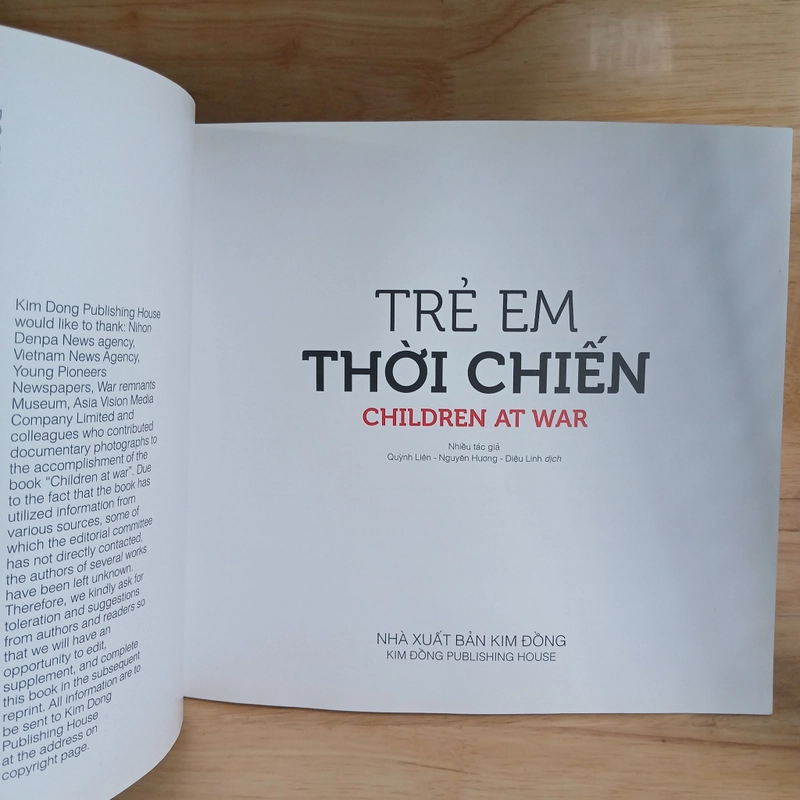 Kim Dong Publishing House
would like to thank: Nihon
Denpa News agency,
Vietnam News Agency,
Young Pioneers
Newspapers, War remnants
Museum, Asia Vision Media
Company Limited and
colleagues who contributed
documentary photographs to
the accomplishment of the
book “Children at war”. Due
to the fact that the book has
utilized information from
various sources, some of
which the editorial committee
has not directly contacted,
the authors of several works
have been left unknown.
Therefore, we kindly ask for
toleration and suggestions
from authors and readers so
that we will have an
opportunity to edit,
supplement, and complete
this book in the subsequent
reprint. All information are to
be sent to Kim Dong
Publishing House
at the address on
copyright page.
TRẺ EM
THỜI CHIẾN
CHILDREN AT WAR
Nhiều tác giả
Quỳnh Liên - Nguyên Hương - Diệu Linh dịch
NHÀ XUẤT BẢN KIM ĐỒNG
KIM ĐỒNG PUBLISHING HOUSE